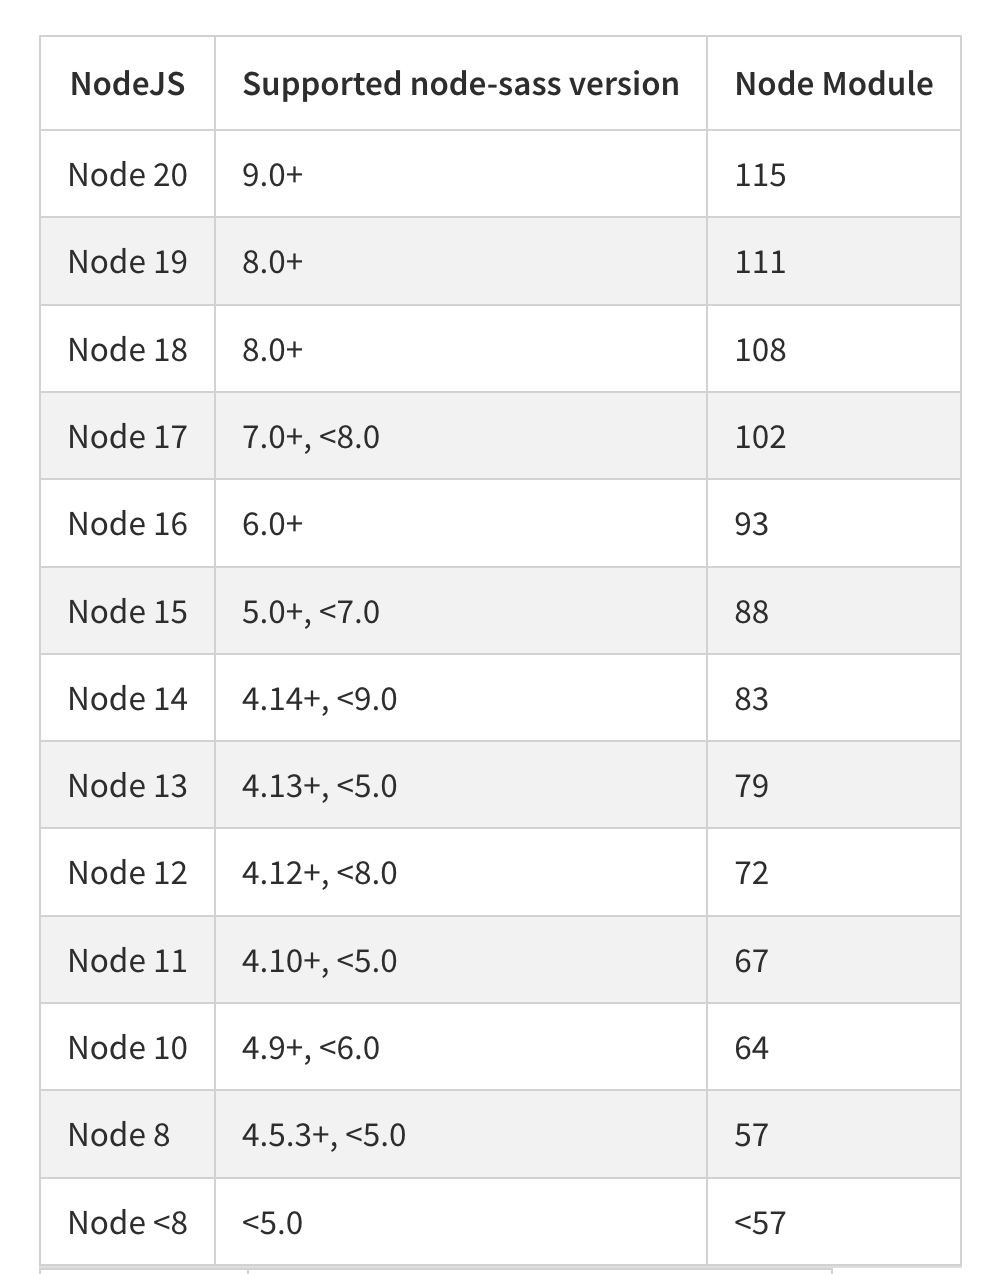 NodeJS Supported node-sass version Node Module
Node 20 9.0+ 115
Node 19 8.0+ 111
Node 18 8.0+ 108
Node 17 7.0+, <8.0 102
Node 16 6.0+ 93
Node 15 5.0+, <7.0 88
Node 14 4.14+, <9.0 83
Node 13 4.13+, <5.0 79
Node 12 4.12+, <8.0 72
Node 11 4.10+, <5.0 67
Node 10 4.9+, <6.0 64
Node 8 4.5.3+, <5.0 57
Node <8 <5.0 <57